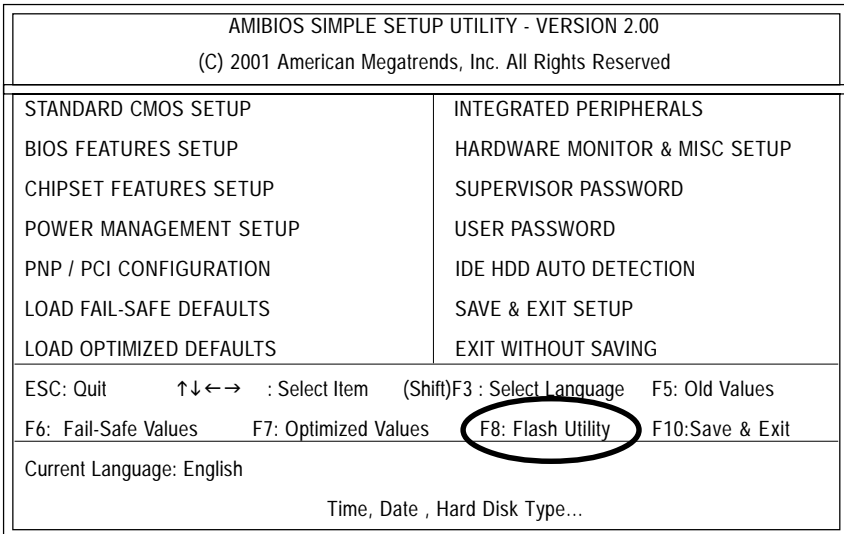 AMIBIOS SIMPLE SETUP UTILITY - VERSION 2.00
(C) 2001 American Megatrends, Inc. All Rights Reserved
STANDARD CMOS SETUP
BIOS FEATURES SETUP
CHIPSET FEATURES SETUP
POWER MANAGEMENT SETUP
PNP / PCI CONFIGURATION
LOAD FAIL-SAFE DEFAULTS
LOAD OPTIMIZED DEFAULTS
INTEGRATED PERIPHERALS
HARDWARE MONITOR & MISC SETUP
SUPERVISOR PASSWORD
USER PASSWORD
IDE HDD AUTO DETECTION
SAVE & EXIT SETUP
EXIT WITHOUT SAVING
ESC: Quit ↑↓←→ : Select Item (Shift)F3 : Select Language F5: Old Values
F6: Fail-Safe Values F7: Optimized Values F8: Flash Utility F10:Save & Exit
Current Language: English
Time, Date , Hard Disk Type...